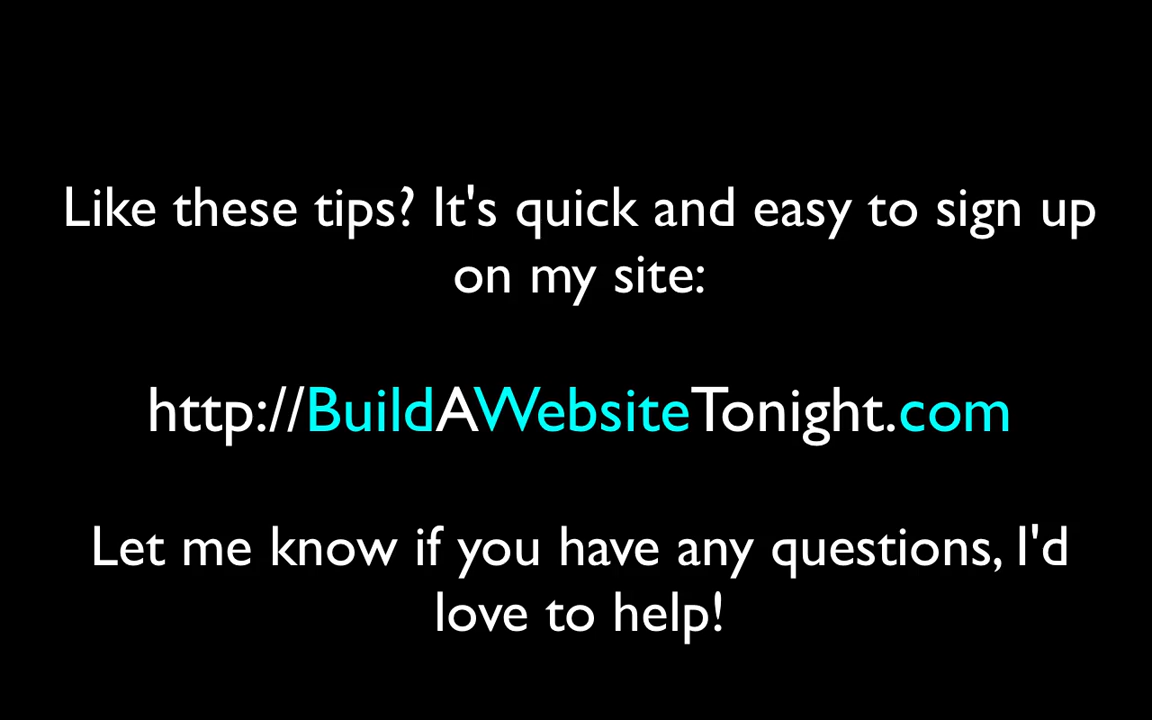 Like these tips? It's quick and easy to sign up
on my site:
http://BuildAWebsiteTonight.com
Let me know if you have any questions, I'd
love to help!